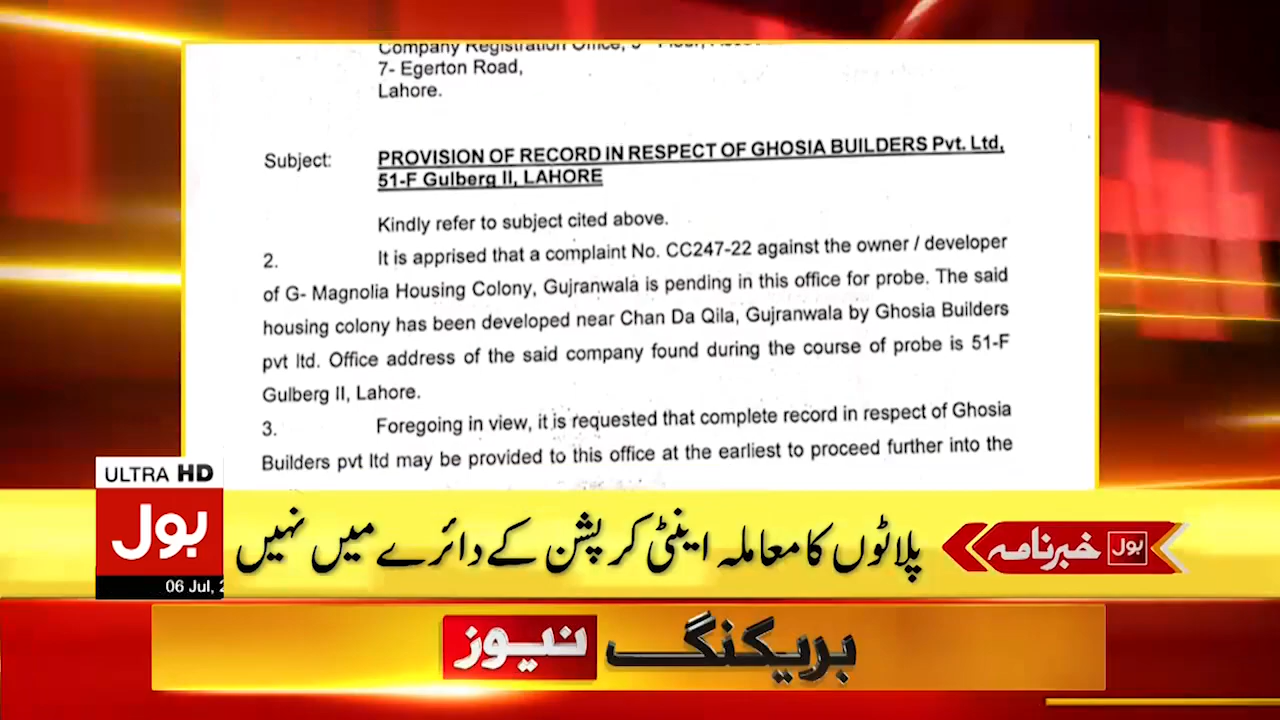 Company Registration Office,
7- Egerton Road,
Lahore.
Subject: PROVISION OF RECORD IN RESPECT OF GHOSIA BUILDERS Pvt. Ltd,
51-F Gulberg II, LAHORE
Kindly refer to subject cited above.
2. It is apprised that a complaint No. CC247-22 against the owner / developer
of G- Magnolia Housing Colony, Gujranwala is pending in this office for probe. The said
housing colony has been developed near Chan Da Qila, Gujranwala by Ghosia Builders
pvt ltd. Office address of the said company found during the course of probe is 51-F
Gulberg II, Lahore.
3. Foregoing in view, it is requested that complete record in respect of Ghosia
Builders pvt ltd may be provided to this office at the earliest to proceed further into the
ULTRA HD
بول
06 Jul,
بول خبرنامہ
پلاٹوں کا معاملہ اینٹی کرپشن کے دائرے میں نہیں
بریکنگ نیوز